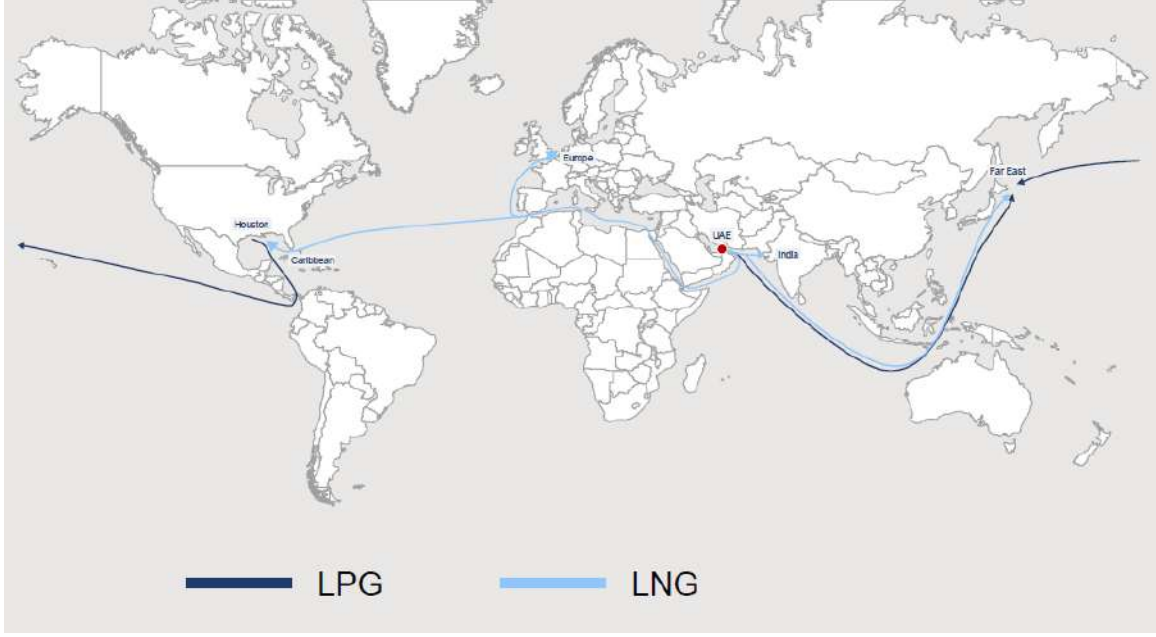 Europe
Far East
Houston
UAE
India
Caribbean
LPG
LNG